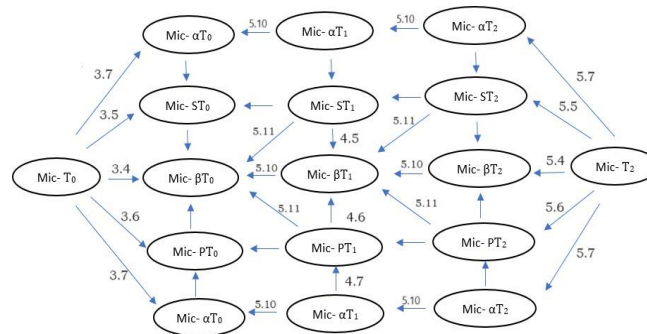 Mic- αT₀ 5.10 Mic- αT₁ 5.10 Mic- αT₂
3.7 5.7
Mic- ST₀ Mic- ST₁ Mic- ST₂
3.5 5.11 4.5 5.11 5.5
Mic- T₀ 3.4 Mic- βT₀ 5.10 Mic- βT₁ 5.10 Mic- βT₂ 5.4 Mic- T₂
3.6 5.11 4.6 5.11 5.6
Mic- PT₀ Mic- PT₁ Mic- PT₂
3.7 4.7 5.7
Mic- αT₀ 5.10 Mic- αT₁ 5.10 Mic- αT₂